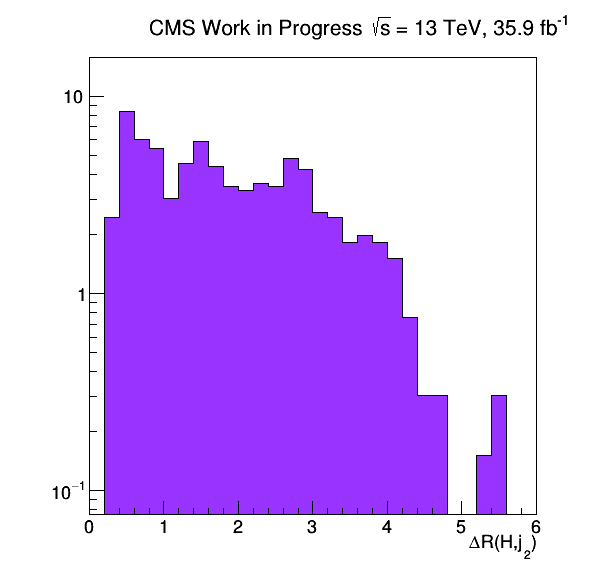 CMS Work in Progress √s = 13 TeV, 35.9 fb⁻¹
10
1
10⁻¹
0 1 2 3 4 5 6
ΔR(H,j₂)